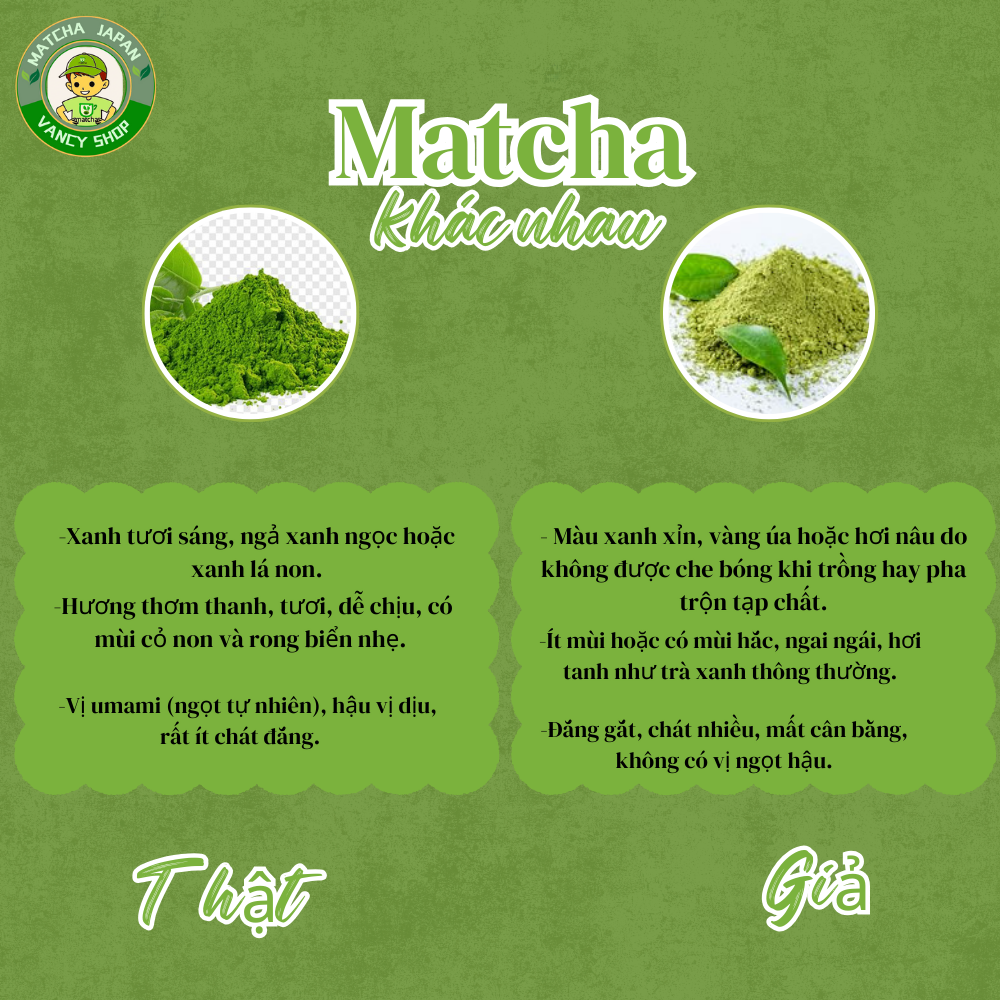 MATCHA JAPAN
matcha
VANCY SHOP
Matcha
khác nhau
-Xanh tươi sáng, ngả xanh ngọc hoặc
xanh lá non.
-Hương thơm thanh, tươi, dễ chịu, có
mùi cỏ non và rong biển nhẹ.
-Vị umami (ngọt tự nhiên), hậu vị dịu,
rất ít chát đắng.
- Màu xanh xỉn, vàng úa hoặc hơi nâu do
không được che bóng khi trồng hay pha
trộn tạp chất.
-Ít mùi hoặc có mùi hắc, ngai ngái, hơi
tanh như trà xanh thông thường.
-Đắng gắt, chát nhiều, mất cân bằng,
không có vị ngọt hậu.
Thật
Giả